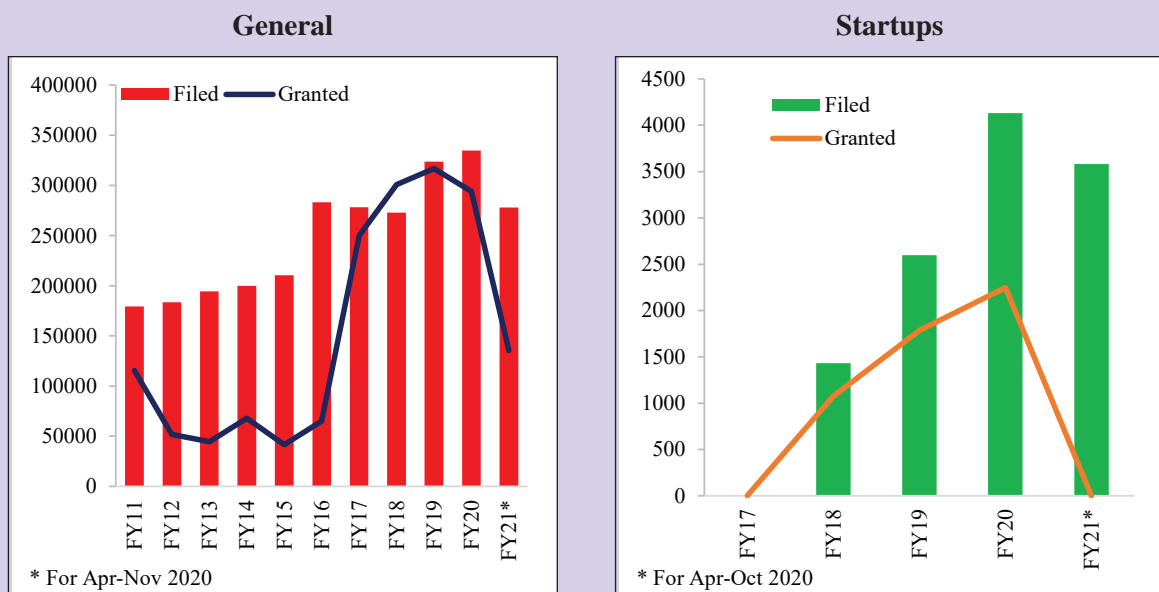 General
400000
350000
300000
250000
200000
150000
100000
50000
0
Filed
Granted
FY11
FY12
FY13
FY14
FY15
FY16
FY17
FY18
FY19
FY20
FY21*
* For Apr-Nov 2020
Startups
4500
4000
3500
3000
2500
2000
1500
1000
500
0
Filed
Granted
FY17
FY18
FY19
FY20
FY21*
* For Apr-Oct 2020